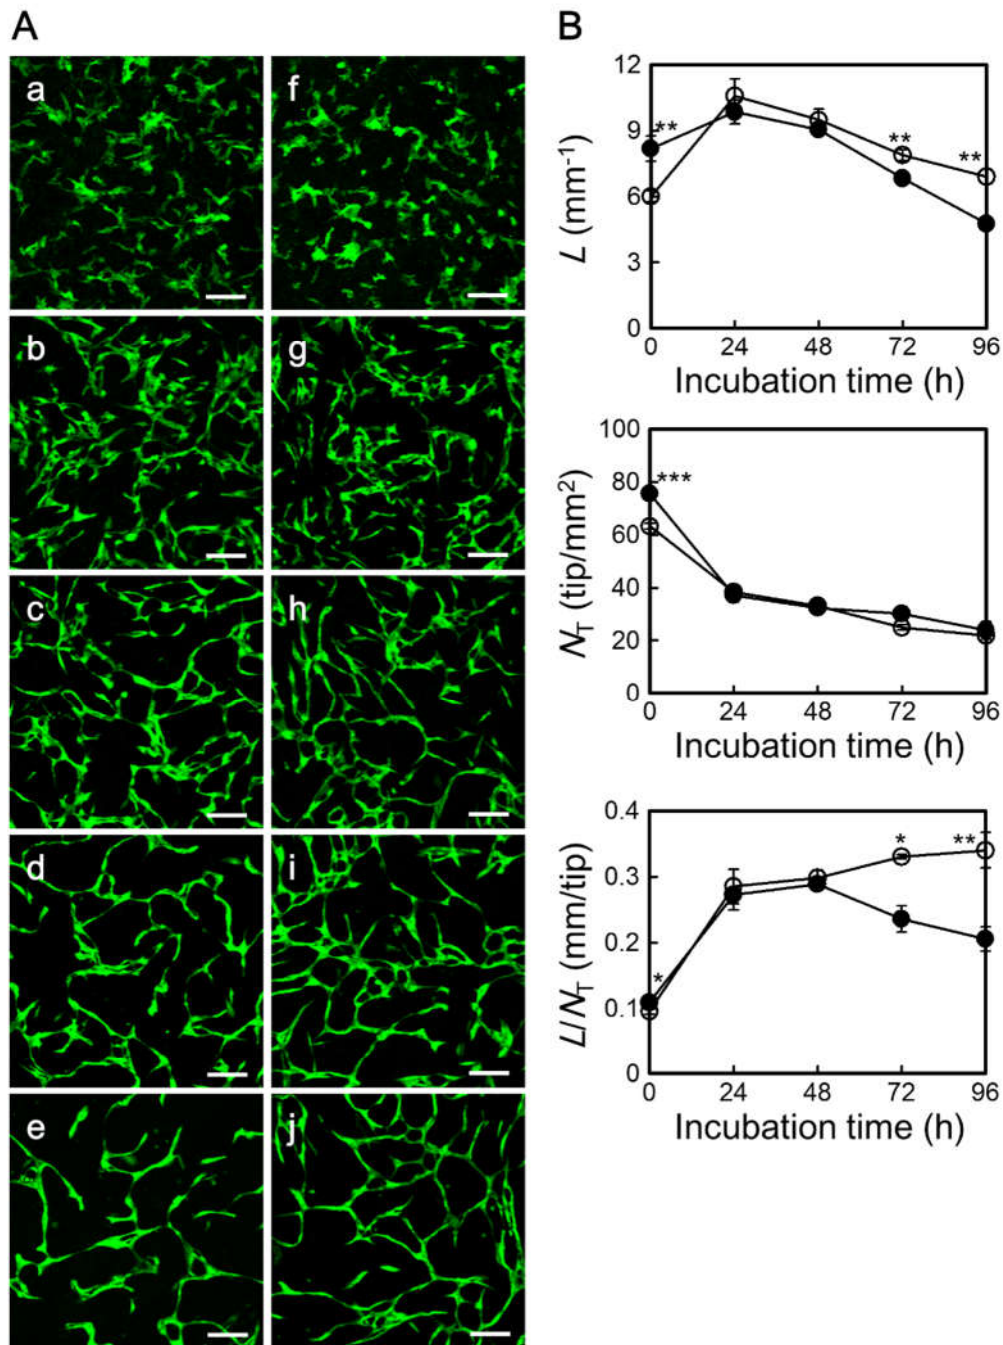 A
B
a
f
b
g
c
h
d
i
e
j
12
9
6
3
0
L (mm⁻¹)
**
**
**
0 24 48 72 96
Incubation time (h)
100
80
60
40
20
0
N_T (tip/mm²)
***
0 24 48 72 96
Incubation time (h)
0.4
0.3
0.2
0.1
0
L/N_T (mm/tip)
*
*
**
0 24 48 72 96
Incubation time (h)